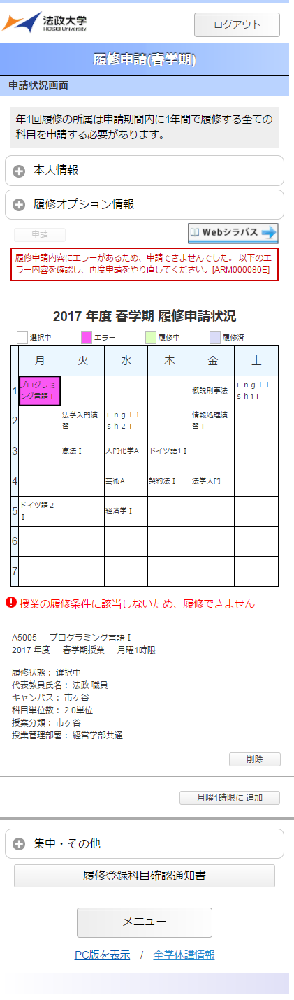 法政大学
HOSEI University
ログアウト
履修申請(春学期)
申請状況画面
年1回履修の所属は申請期間内に1年間で履修する全ての
科目を申請する必要があります。
本人情報
履修オプション情報
申請
Webシラバス
履修申請内容にエラーがあるため、申請できませんでした。 以下のエ
ラー内容を確認し、再度申請をやり直してください。[ARM000080E]
2017 年度 春学期 履修申請状況
選択中 エラー 履修中 履修済
月 火 水 木 金 土
1 プログラミング言語Ⅰ 概説刑事法 Ｅｎｇｌｉｓｈ1Ⅰ
2 法学入門演習 Ｅｎｇｌｉｓｈ２Ⅰ 情報処理演習Ⅰ
3 憲法Ⅰ 入門化学A ドイツ語1Ⅰ
4 芸術A 契約法Ⅰ 法学入門
5 ドイツ語２Ⅰ 経済学Ⅰ
6
7
授業の履修条件に該当しないため、履修できません
A5005 プログラミング言語Ⅰ
2017 年度 春学期授業 月曜1時限
履修状態： 選択中
代表教員氏名： 法政 職員
キャンパス： 市ヶ谷
科目単位数： 2.0単位
授業分類： 市ヶ谷
授業管理部署： 経営学部共通
削除
月曜1時限に 追加
集中・その他
履修登録科目確認通知書
メニュー
PC版を表示 / 全学休講情報